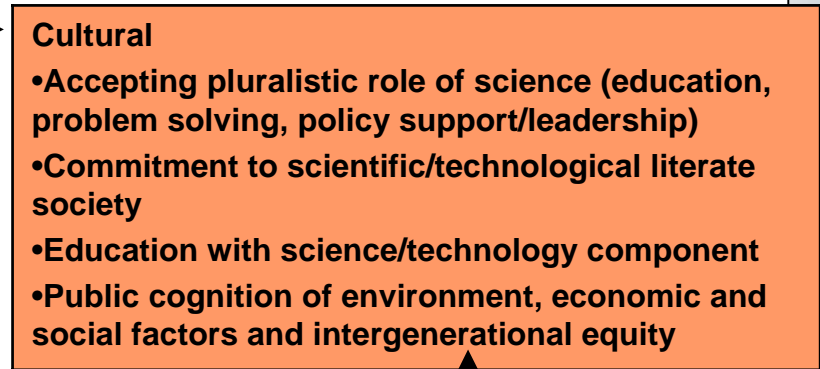 Cultural
•Accepting pluralistic role of science (education,
problem solving, policy support/leadership)
•Commitment to scientific/technological literate
society
•Education with science/technology component
•Public cognition of environment, economic and
social factors and intergenerational equity